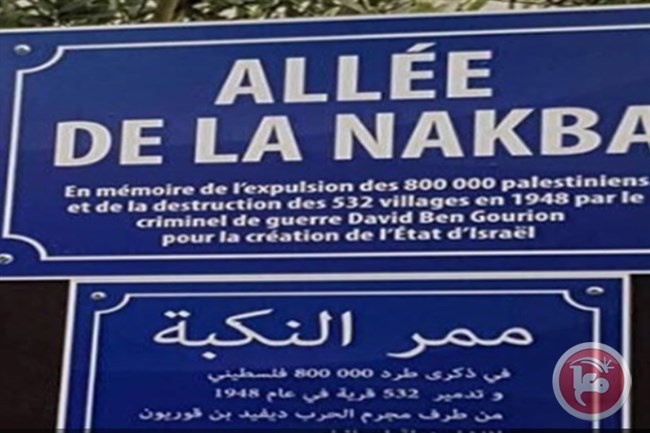 ALLÉE
DE LA NAKBA
En mémoire de l'expulsion des 800 000 palestiniens
et de la destruction des 532 villages en 1948 par le
criminel de guerre David Ben Gourion
pour la création de l'État d'Israël
ممر النكبة
في ذكرى طرد 000 800 فلسطيني
و تدمير 532 قرية في عام 1948
من طرف مجرم الحرب ديفيد بن قوريون